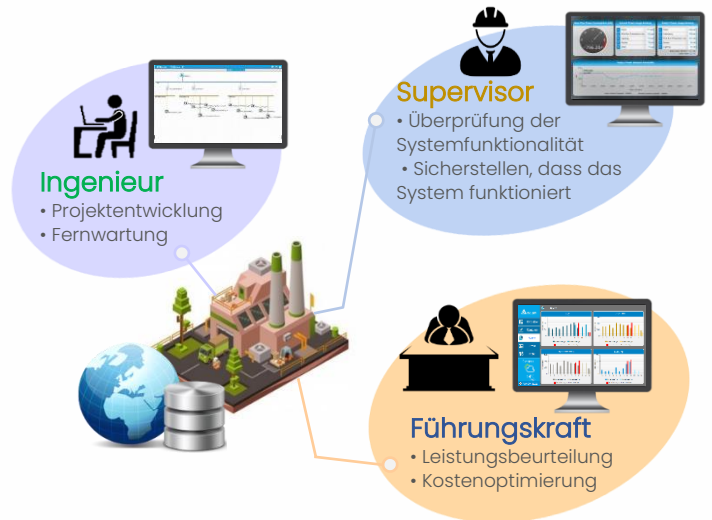 Supervisor
• Überprüfung der
Systemfunktionalität
• Sicherstellen, dass das
System funktioniert
Ingenieur
• Projektentwicklung
• Fernwartung
Führungskraft
• Leistungsbeurteilung
• Kostenoptimierung